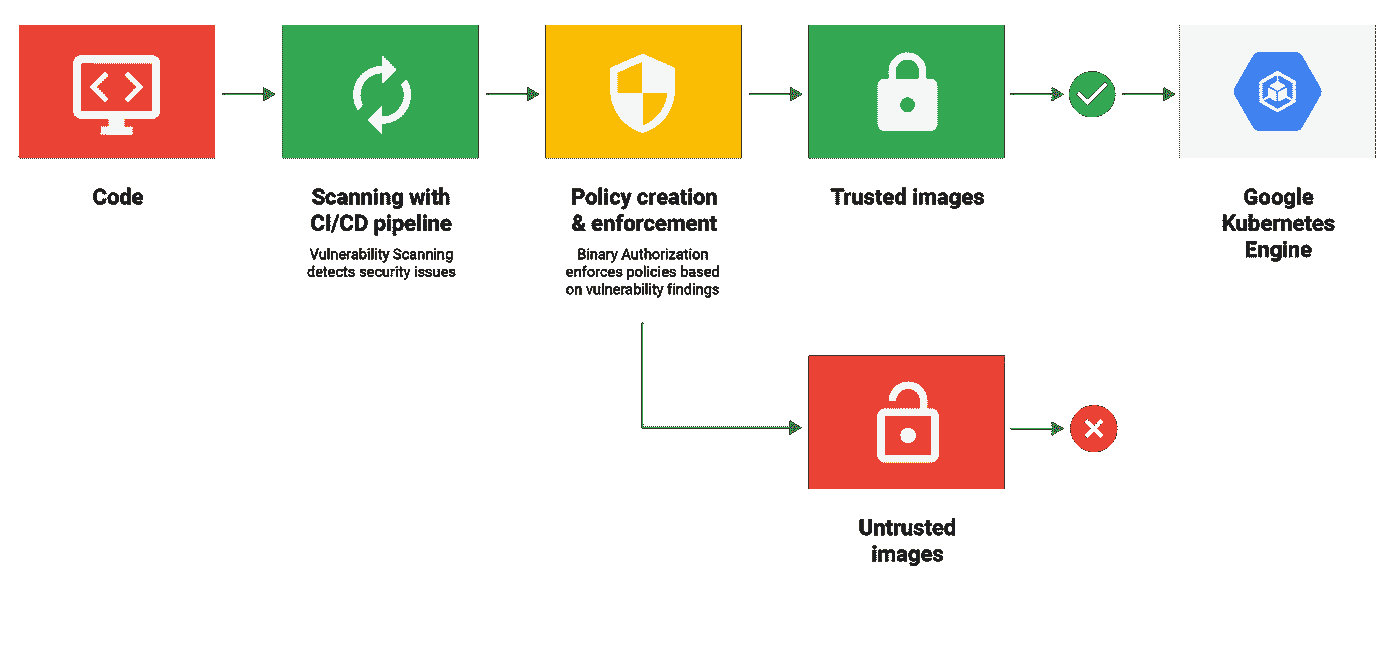 Code
Scanning with
CI/CD pipeline
Vulnerability Scanning
detects security issues
Policy creation
& enforcement
Binary Authorization
enforces policies based
on vulnerability findings
Trusted images
Google
Kubernetes
Engine
Untrusted
images